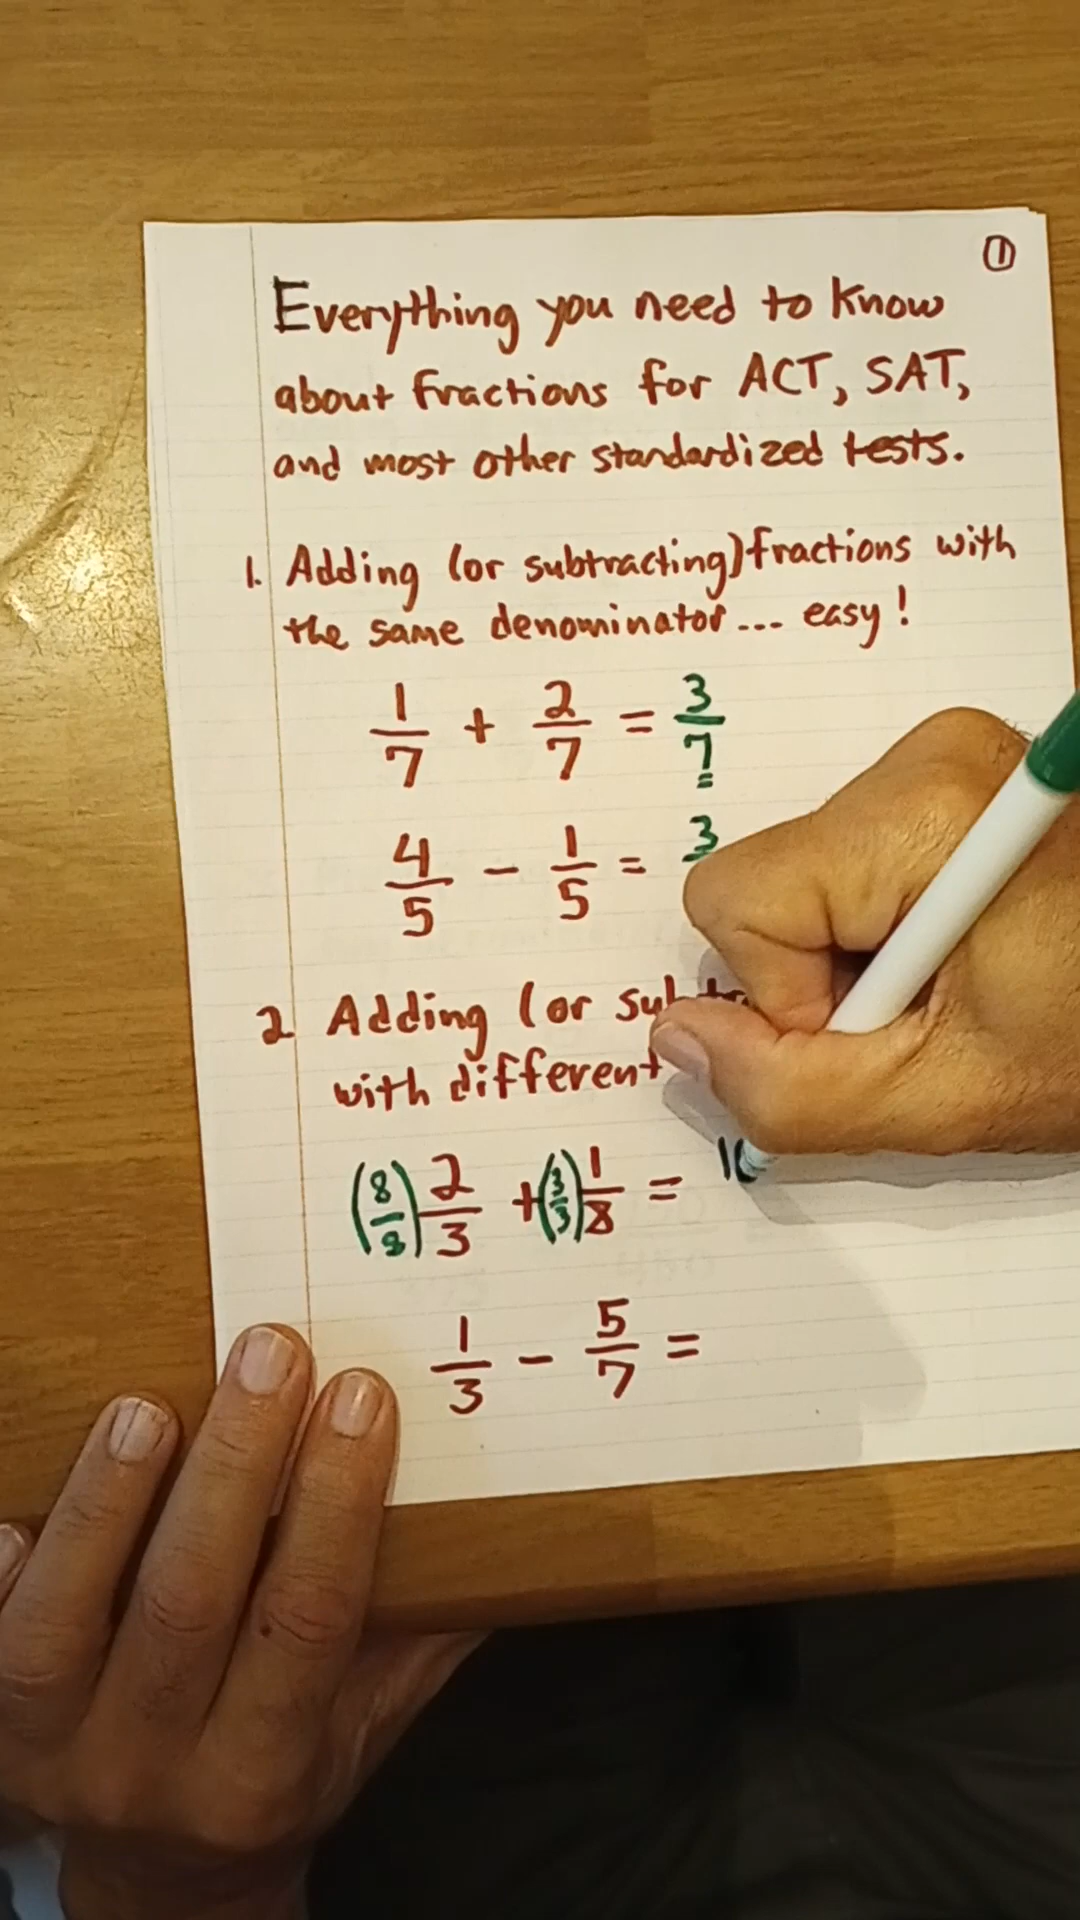 ①
Everything you need to know
about fractions for ACT, SAT,
and most other standardized tests.
1. Adding (or subtracting) fractions with
the same denominator... easy!
1/7 + 2/7 = 3/7
4/5 - 1/5 = 3
2. Adding (or
with different
(8/8) 2/3 + (3/3) 1/8 = 16
1/3 - 5/7 =